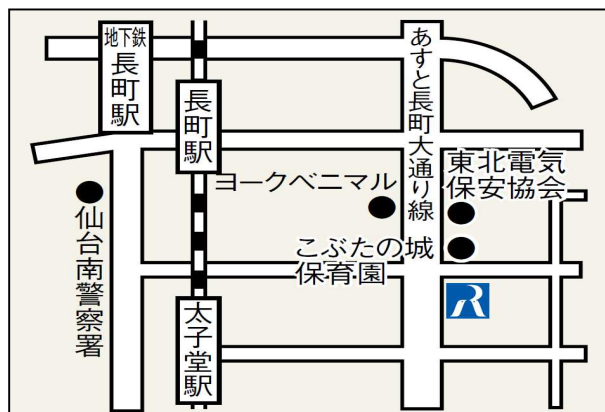 地下鉄
長町駅
長町駅
あすと長町大通り線
ヨークベニマル
東北電気
保安協会
こぶたの城
保育園
仙台南警察署
太子堂駅
R